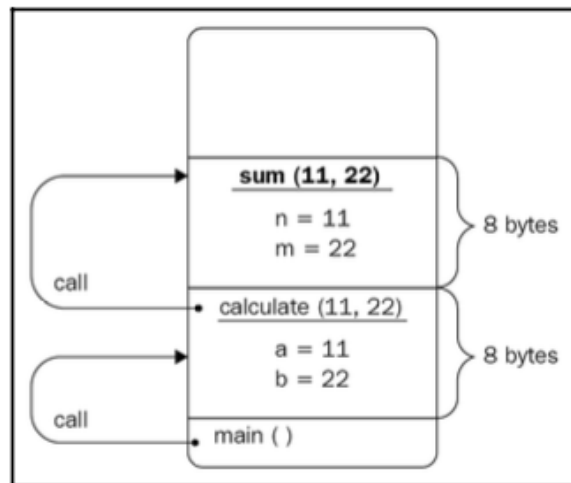 sum (11, 22)
n = 11
m = 22
8 bytes
call
calculate (11, 22)
a = 11
b = 22
8 bytes
call
main ( )